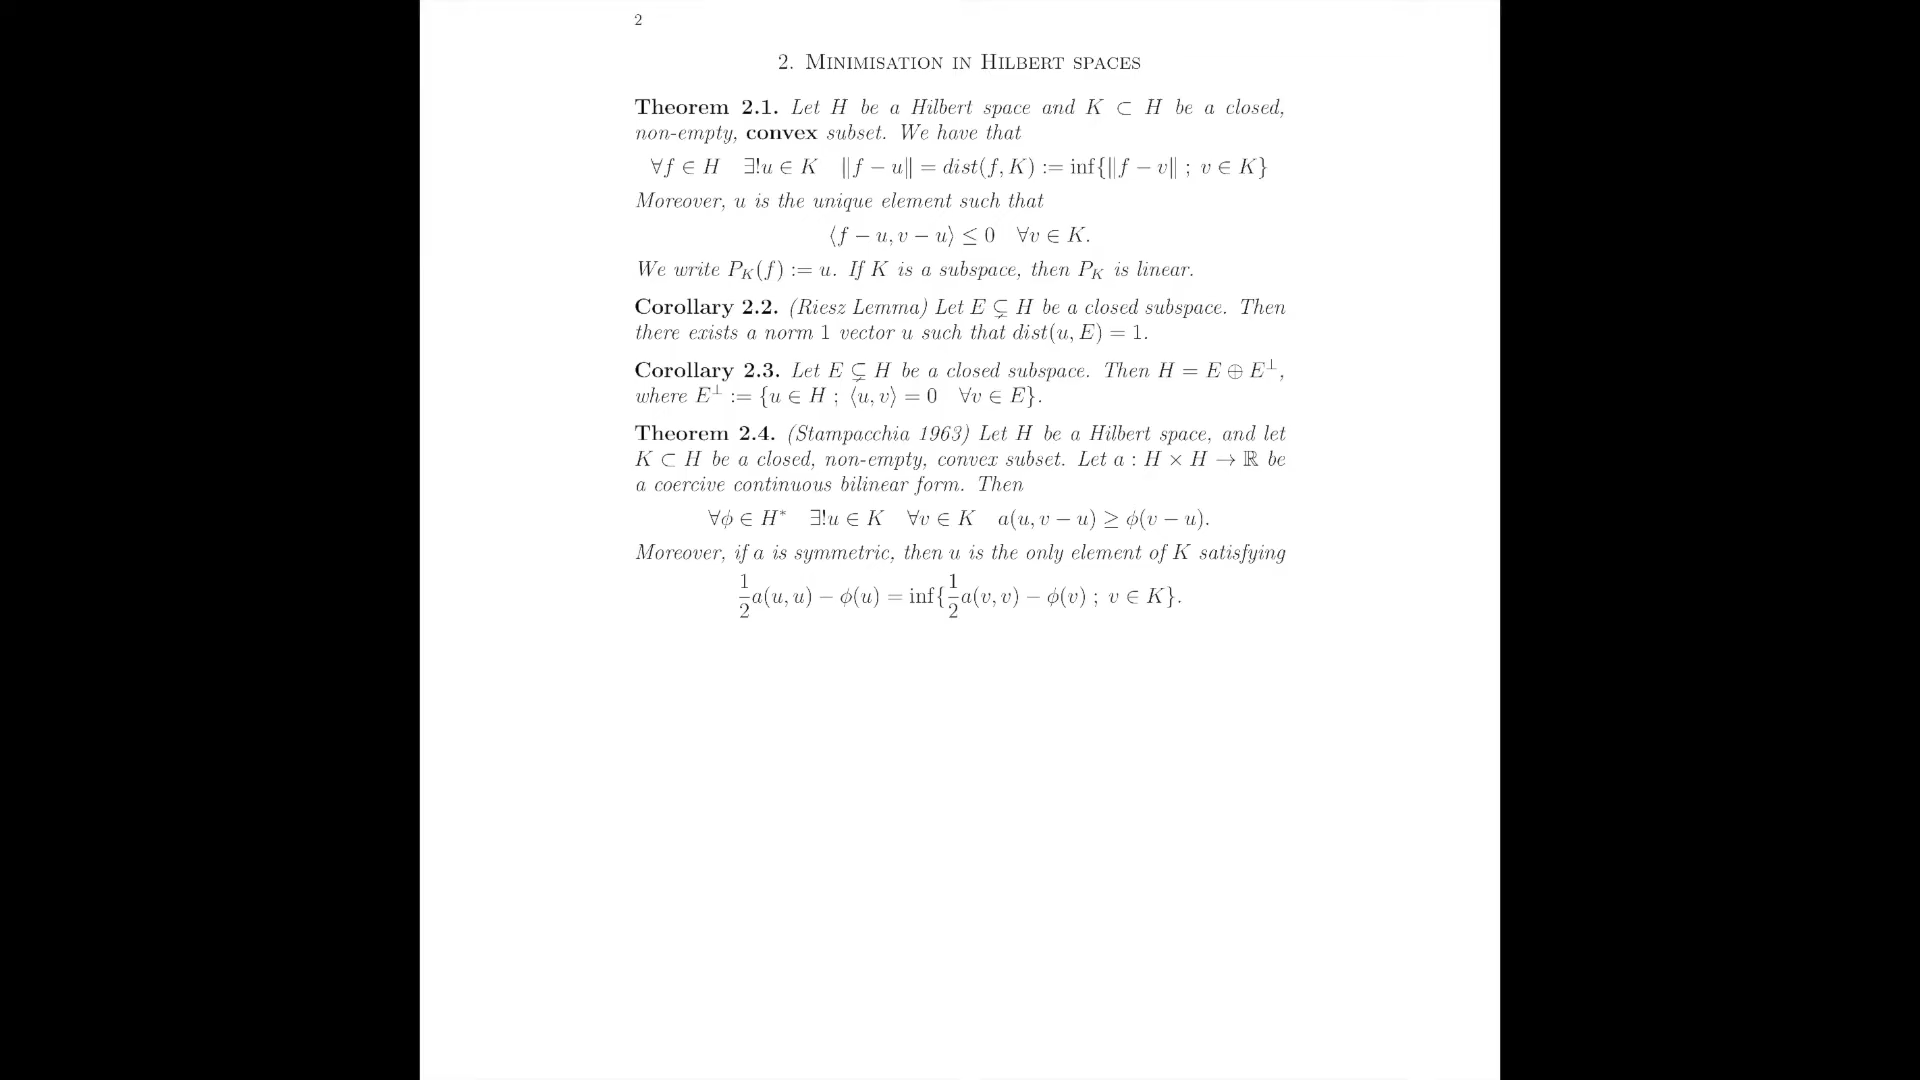 2
2. Minimisation in Hilbert spaces
Theorem 2.1. Let H be a Hilbert space and K ⊂ H be a closed,
non-empty, convex subset. We have that
∀f ∈ H ∃!u ∈ K ‖f − u‖ = dist(f, K) := inf{‖f − v‖ ; v ∈ K}
Moreover, u is the unique element such that
⟨f − u, v − u⟩ ≤ 0 ∀v ∈ K.
We write P_K(f) := u. If K is a subspace, then P_K is linear.
Corollary 2.2. (Riesz Lemma) Let E ⊊ H be a closed subspace. Then
there exists a norm 1 vector u such that dist(u, E) = 1.
Corollary 2.3. Let E ⊊ H be a closed subspace. Then H = E ⊕ E^⊥,
where E^⊥ := {u ∈ H ; ⟨u, v⟩ = 0 ∀v ∈ E}.
Theorem 2.4. (Stampacchia 1963) Let H be a Hilbert space, and let
K ⊂ H be a closed, non-empty, convex subset. Let a : H × H → ℝ be
a coercive continuous bilinear form. Then
∀ϕ ∈ H* ∃!u ∈ K ∀v ∈ K a(u, v − u) ≥ ϕ(v − u).
Moreover, if a is symmetric, then u is the only element of K satisfying
1/2 a(u, u) − ϕ(u) = inf{1/2 a(v, v) − ϕ(v) ; v ∈ K}.